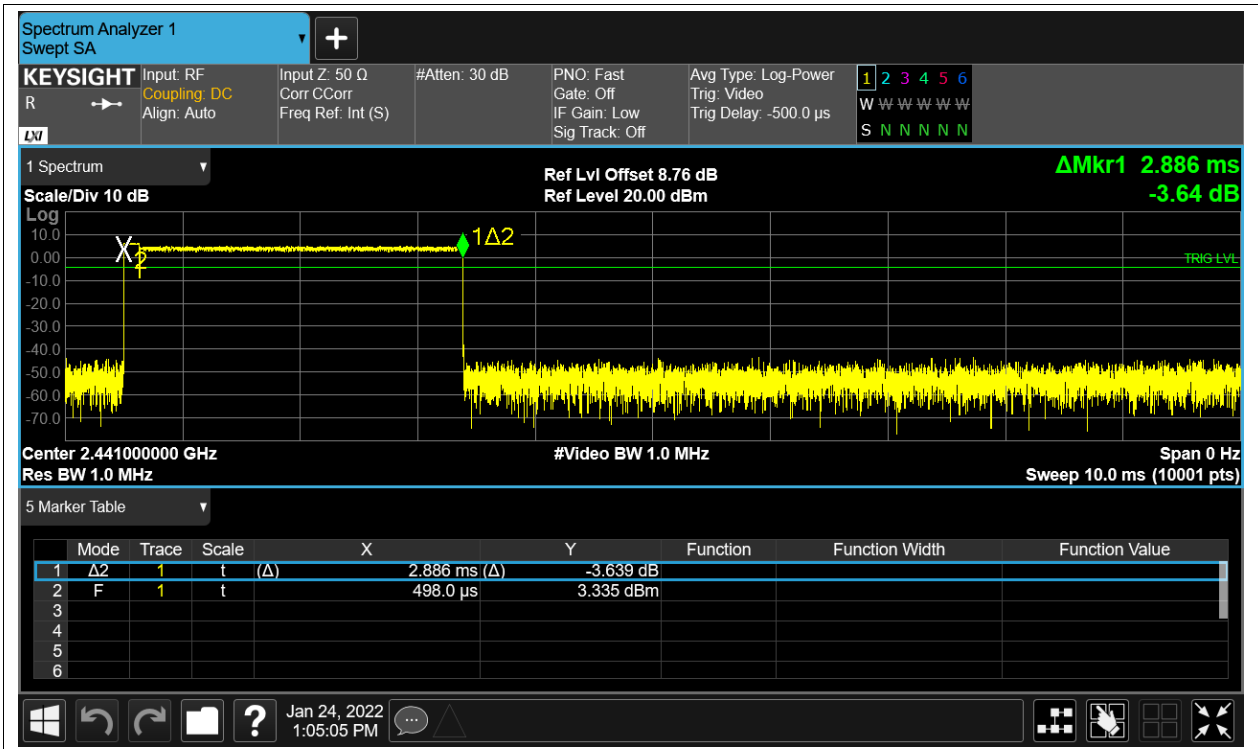 Spectrum Analyzer 1
Swept SA
+
KEYSIGHT Input: RF Input Z: 50 Ω #Atten: 30 dB PNO: Fast Avg Type: Log-Power 1 2 3 4 5 6
R Coupling: DC Corr CCorr Gate: Off Trig: Video W W W W W W
Align: Auto Freq Ref: Int (S) IF Gain: Low Trig Delay: -500.0 µs
LXI Sig Track: Off S N N N N N
1 Spectrum Ref Lvl Offset 8.76 dB ΔMkr1 2.886 ms
Scale/Div 10 dB Ref Level 20.00 dBm -3.64 dB
Log
10.0 X 2 1Δ2
0.00 TRIG LVL
-10.0
-20.0
-30.0
-40.0
-50.0
-60.0
-70.0
Center 2.441000000 GHz #Video BW 1.0 MHz Span 0 Hz
Res BW 1.0 MHz Sweep 10.0 ms (10001 pts)
5 Marker Table
Mode Trace Scale X Y Function Function Width Function Value
1 Δ2 1 t (Δ) 2.886 ms (Δ) -3.639 dB
2 F 1 t 498.0 µs 3.335 dBm
3
4
5
6
? Jan 24, 2022
1:05:05 PM